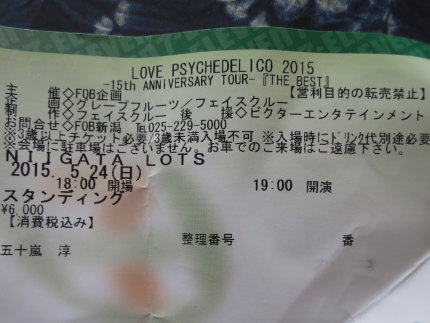 LOVE PSYCHEDELICO 2015
-15th ANNIVERSARY TOUR-『THE BEST』
主 催◇FOB企画 【営利目的の転売禁止】
企 画◇グレープフルーツ/フェイスクルー
制 作◇フェイスクルー 後 援◇ビクターエンタテインメント
お問合せ◇FOB新潟 ℡025-229-5000
※3歳以上チケット必要 3歳未満入場不可 ※入場時にドリンク代別途必要
※会場に駐車場はございません。お車でのご来場はご遠慮下さい。
NIIGATA LOTS
2015. 5.24(日)
18:00 開場 19:00 開演
スタンディング
¥6,000
【消費税込み】
整理番号 番
五十嵐 淳